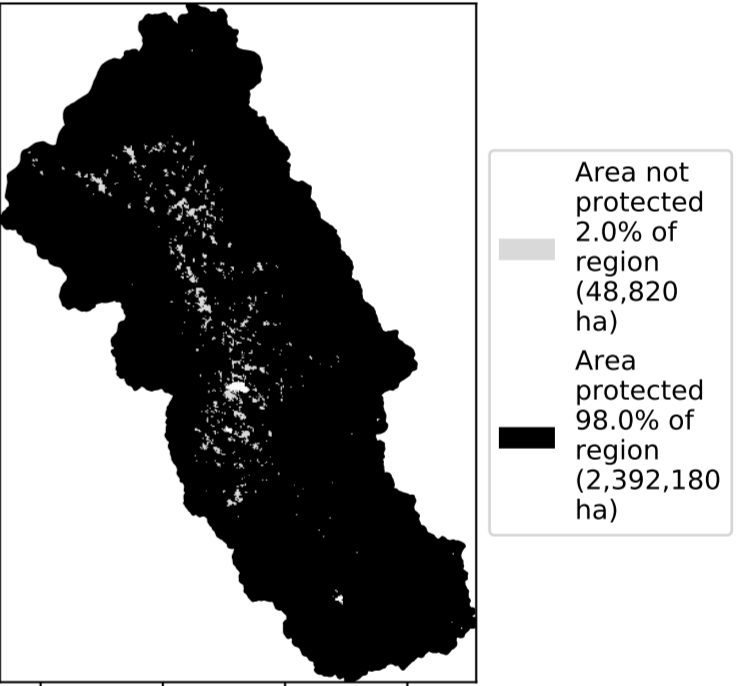 Area not
protected
2.0% of
region
(48,820
ha)
Area
protected
98.0% of
region
(2,392,180
ha)